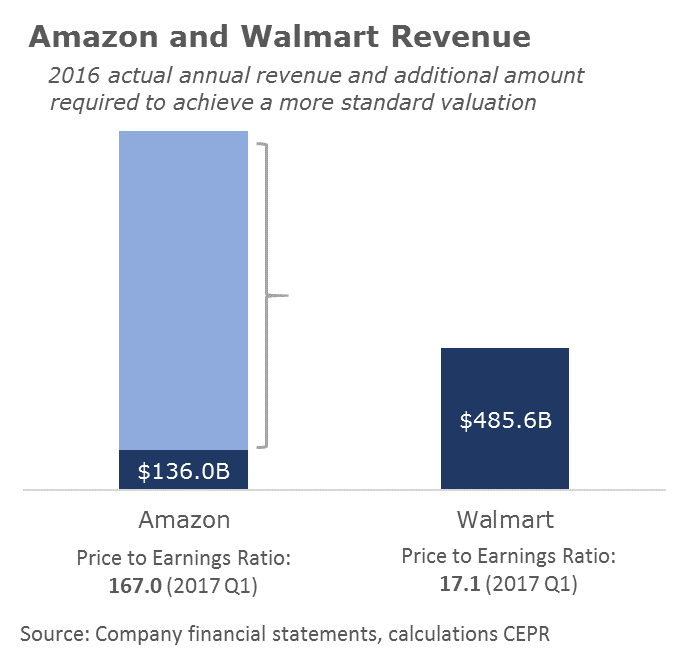 Amazon and Walmart Revenue
2016 actual annual revenue and additional amount
required to achieve a more standard valuation
$136.0B
$485.6B
Amazon
Walmart
Price to Earnings Ratio:
167.0 (2017 Q1)
Price to Earnings Ratio:
17.1 (2017 Q1)
Source: Company financial statements, calculations CEPR